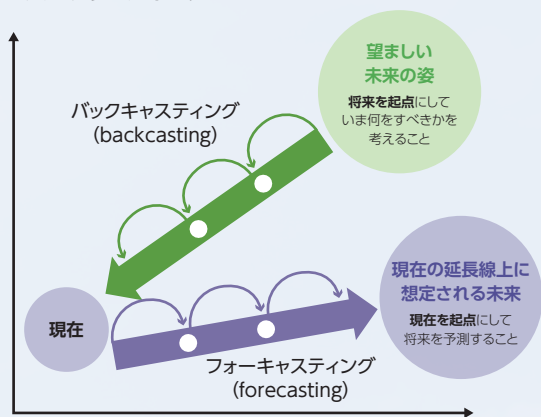 望ましい
未来の姿
将来を起点にして
いま何をすべきかを
考えること
バックキャスティング
(backcasting)
現在の延長線上に
想定される未来
現在を起点にして
将来を予測すること
現在
フォーキャスティング
(forecasting)